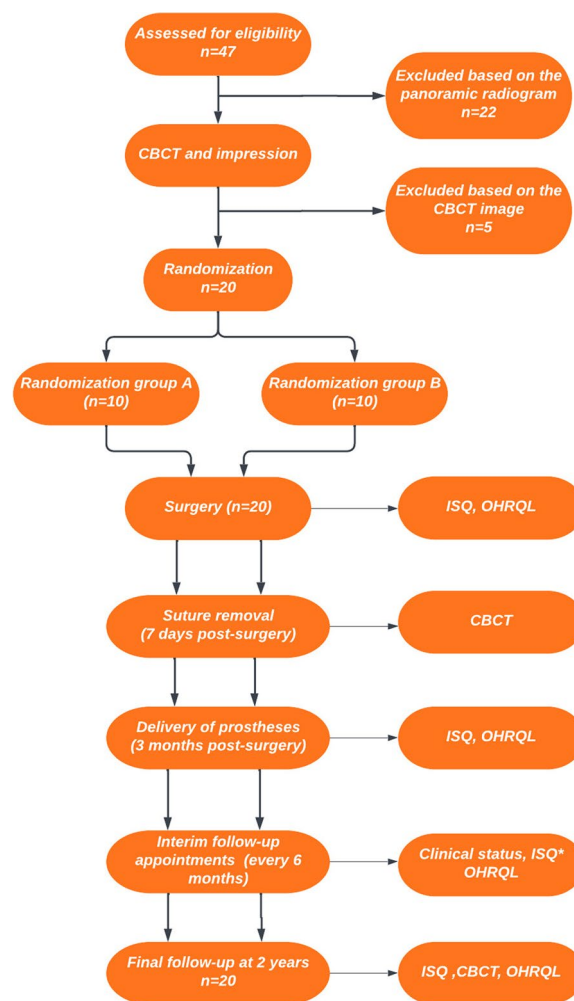 Assessed for eligibility
n=47
Excluded based on the
panoramic radiogram
n=22
CBCT and impression
Excluded based on the
CBCT image
n=5
Randomization
n=20
Randomization group A
(n=10)
Randomization group B
(n=10)
Surgery (n=20)
ISQ, OHRQL
Suture removal
(7 days post-surgery)
CBCT
Delivery of prostheses
(3 months post-surgery)
ISQ, OHRQL
Interim follow-up
appointments (every 6
months)
Clinical status, ISQ*
OHRQL
Final follow-up at 2 years
n=20
ISQ ,CBCT, OHRQL